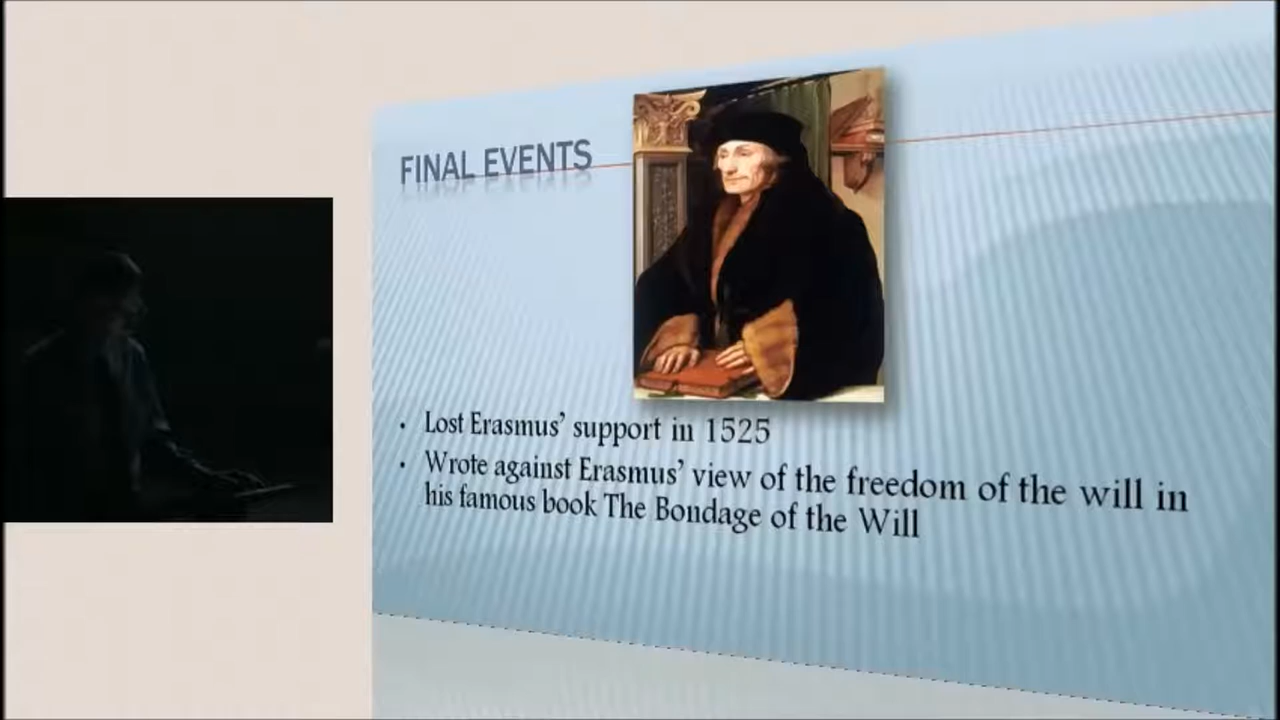 FINAL EVENTS
• Lost Erasmus' support in 1525
• Wrote against Erasmus' view of the freedom of the will in
his famous book The Bondage of the Will